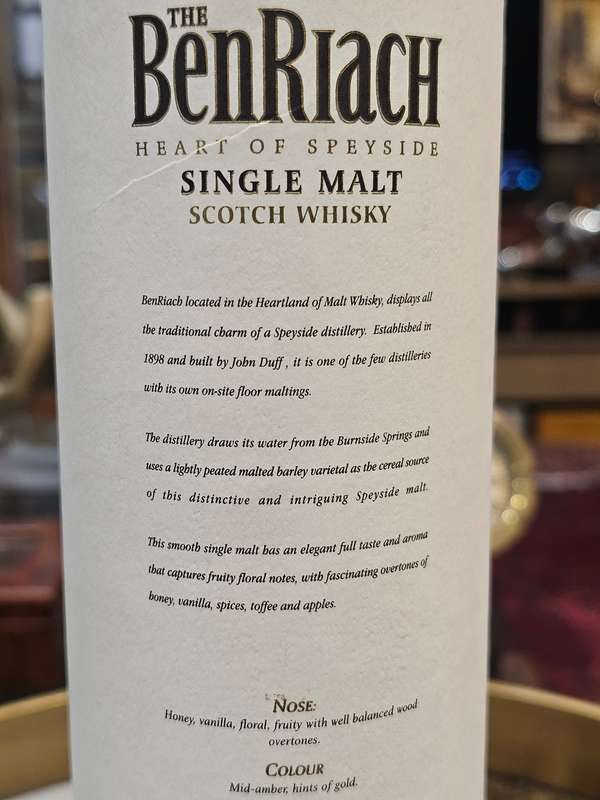 THE
BENRIACH
HEART OF SPEYSIDE
SINGLE MALT
SCOTCH WHISKY
BenRiach located in the Heartland of Malt Whisky, displays all
the traditional charm of a Speyside distillery. Established in
1898 and built by John Duff , it is one of the few distilleries
with its own on-site floor maltings.
The distillery draws its water from the Burnside Springs and
uses a lightly peated malted barley varietal as the cereal source
of this distinctive and intriguing Speyside malt.
This smooth single malt has an elegant full taste and aroma
that captures fruity floral notes, with fascinating overtones of
honey, vanilla, spices, toffee and apples.
NOSE:
Honey, vanilla, floral, fruity with well balanced wood
overtones.
COLOUR
Mid-amber, hints of gold.